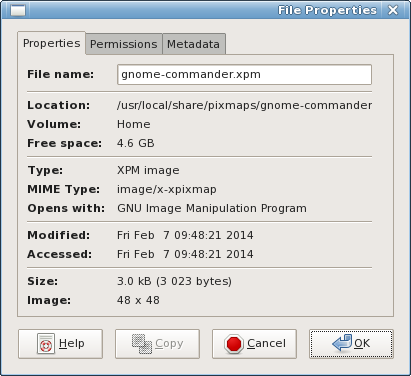 File Properties
Properties Permissions Metadata
File name: gnome-commander.xpm
Location: /usr/local/share/pixmaps/gnome-commander
Volume: Home
Free space: 4.6 GB
Type: XPM image
MIME Type: image/x-xpixmap
Opens with: GNU Image Manipulation Program
Modified: Fri Feb  7 09:48:21 2014
Accessed: Fri Feb  7 09:48:21 2014
Size: 3.0 kB (3 023 bytes)
Image: 48 x 48
Help Copy Cancel OK